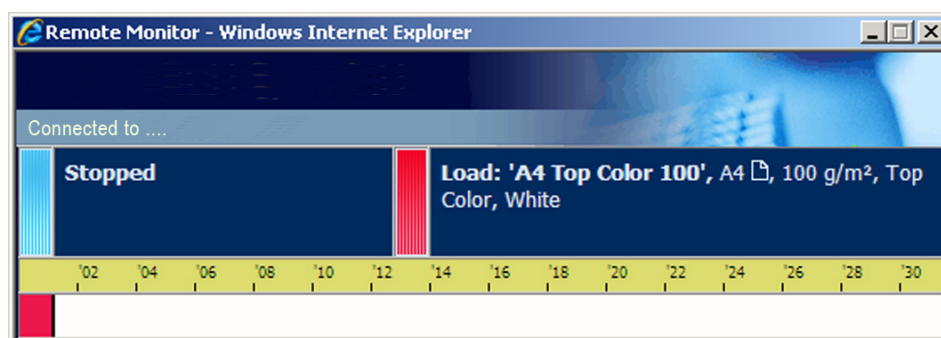 Remote Monitor - Windows Internet Explorer
Connected to ....
Stopped
Load: 'A4 Top Color 100', A4 , 100 g/m², Top
Color, White
'02 '04 '06 '08 '10 '12 '14 '16 '18 '20 '22 '24 '26 '28 '30